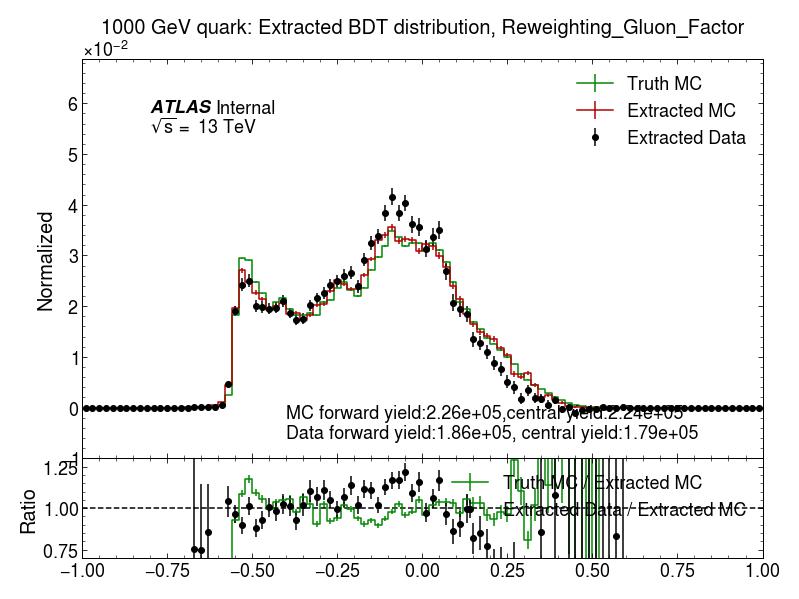 1000 GeV quark: Extracted BDT distribution, Reweighting_Gluon_Factor
×10⁻²
ATLAS Internal
√s = 13 TeV
Truth MC
Extracted MC
Extracted Data
Normalized
6
5
4
3
2
1
0
1
MC forward yield:2.26e+05,central yield:2.24e+05
Data forward yield:1.86e+05, central yield:1.79e+05
Ratio
1.25
1.00
0.75
Truth MC / Extracted MC
Extracted Data / Extracted MC
−1.00 −0.75 −0.50 −0.25 0.00 0.25 0.50 0.75 1.00